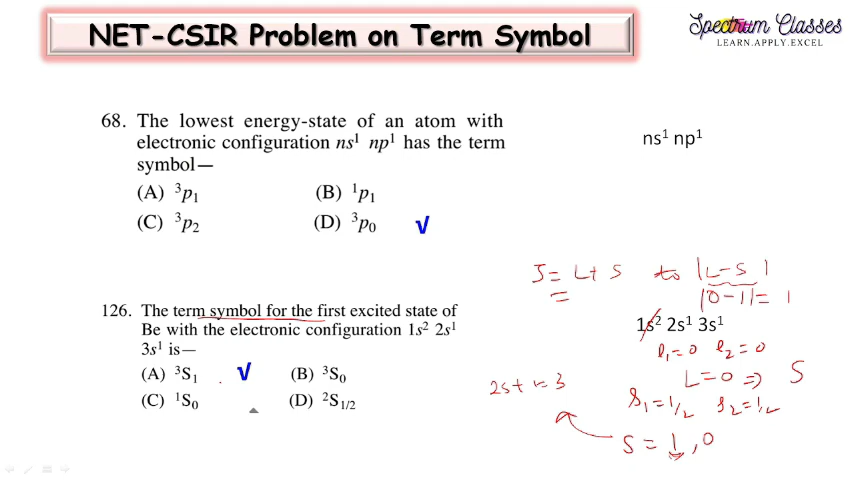 NET-CSIR Problem on Term Symbol
Spectrum Classes
LEARN.APPLY.EXCEL
68. The lowest energy-state of an atom with
electronic configuration ns¹ np¹ has the term
symbol—
(A) ³p₁ (B) ¹p₁
(C) ³p₂ (D) ³p₀ √
ns¹ np¹
126. The term symbol for the first excited state of
Be with the electronic configuration 1s² 2s¹
3s¹ is—
(A) ³S₁ √ (B) ³S₀
(C) ¹S₀ (D) ²S₁/₂
J = L+S to |L-S|
|0-1| = 1
1s² 2s¹ 3s¹
l₁=0 l₂=0
L=0 ⇒ S
s₁=1/2 s₂=1/2
S = 1, 0